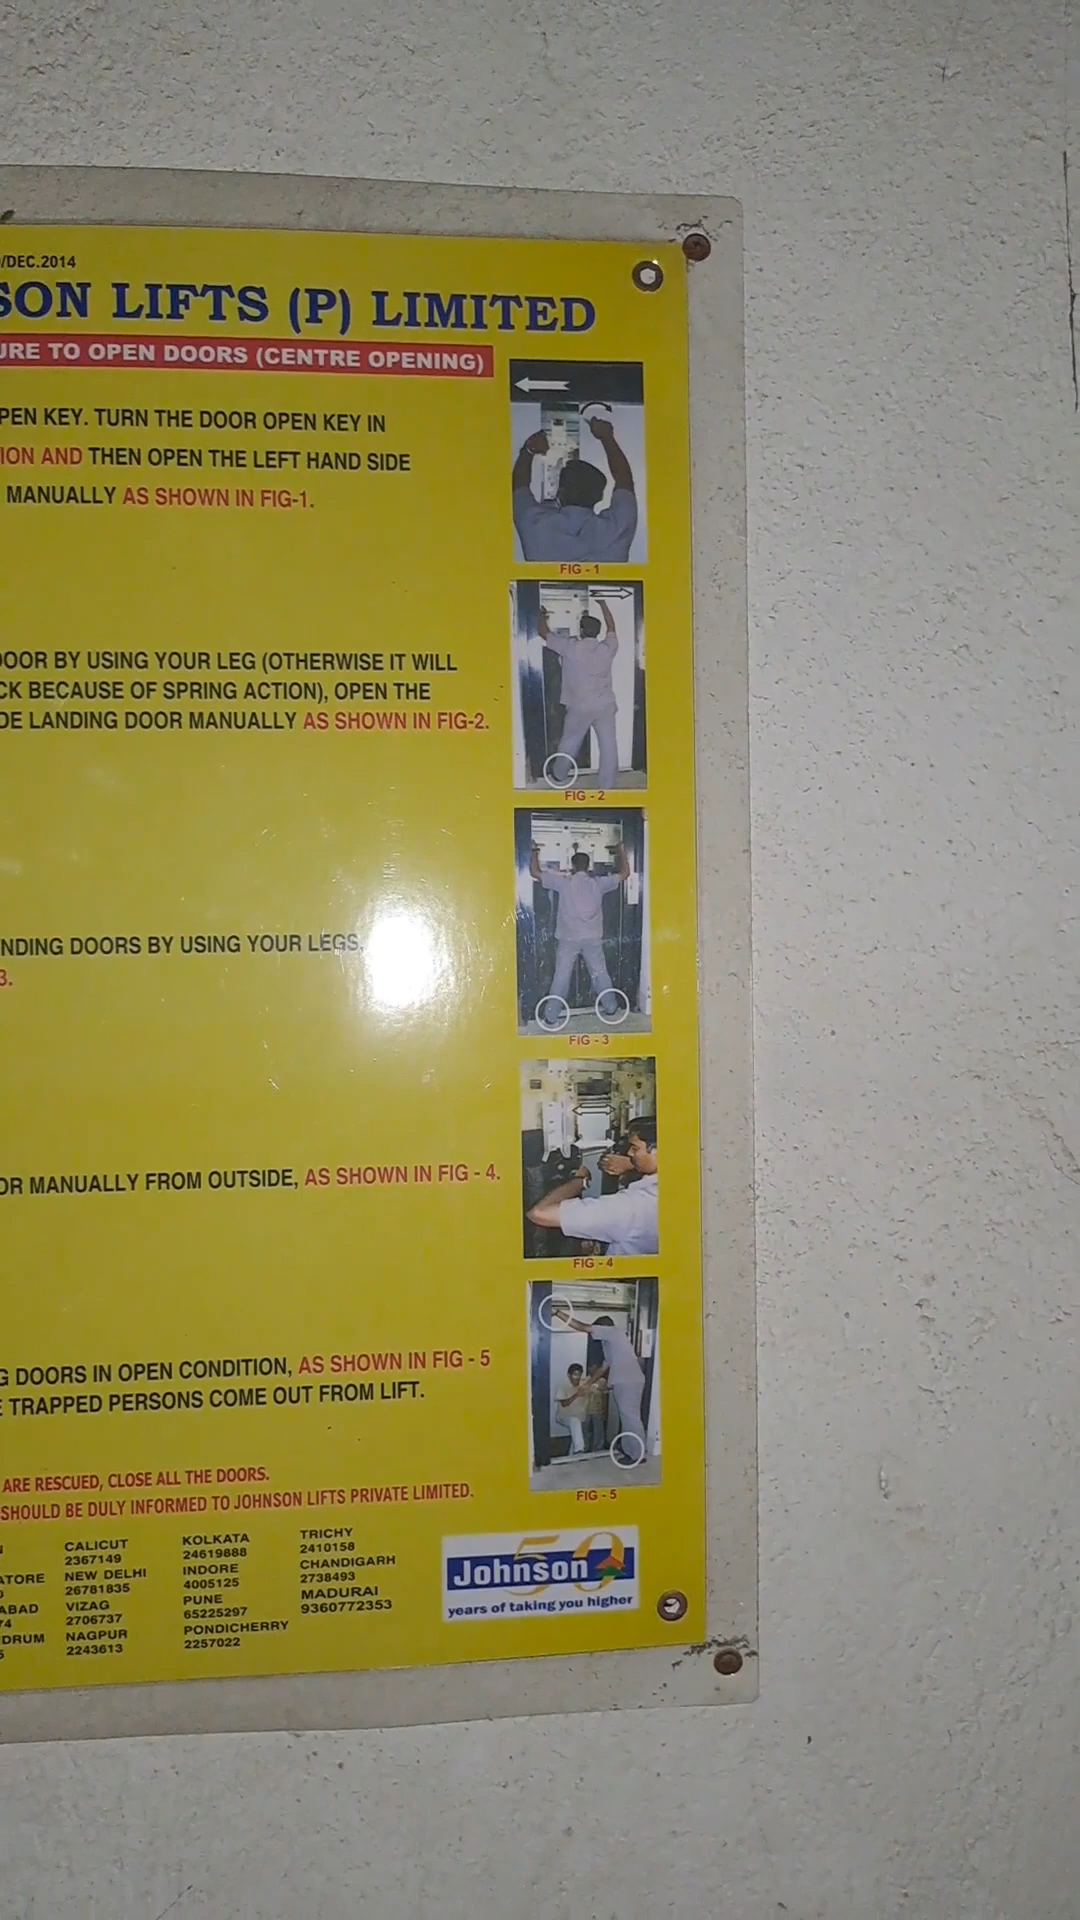 /DEC.2014
SON LIFTS (P) LIMITED
URE TO OPEN DOORS (CENTRE OPENING)
PEN KEY. TURN THE DOOR OPEN KEY IN
ION AND THEN OPEN THE LEFT HAND SIDE
MANUALLY AS SHOWN IN FIG-1.
FIG - 1
DOOR BY USING YOUR LEG (OTHERWISE IT WILL
CK BECAUSE OF SPRING ACTION), OPEN THE
DE LANDING DOOR MANUALLY AS SHOWN IN FIG-2.
FIG - 2
NDING DOORS BY USING YOUR LEGS,
3.
FIG - 3
OR MANUALLY FROM OUTSIDE, AS SHOWN IN FIG - 4.
FIG - 4
G DOORS IN OPEN CONDITION, AS SHOWN IN FIG - 5
E TRAPPED PERSONS COME OUT FROM LIFT.
FIG - 5
ARE RESCUED, CLOSE ALL THE DOORS.
SHOULD BE DULY INFORMED TO JOHNSON LIFTS PRIVATE LIMITED.
N
ATORE
0
ABAD
74
DRUM
5
CALICUT
2367149
NEW DELHI
26781835
VIZAG
2706737
NAGPUR
2243613
KOLKATA
24619888
INDORE
4005125
PUNE
65225297
PONDICHERRY
2257022
TRICHY
2410158
CHANDIGARH
2738493
MADURAI
9360772353
50
Johnson
years of taking you higher